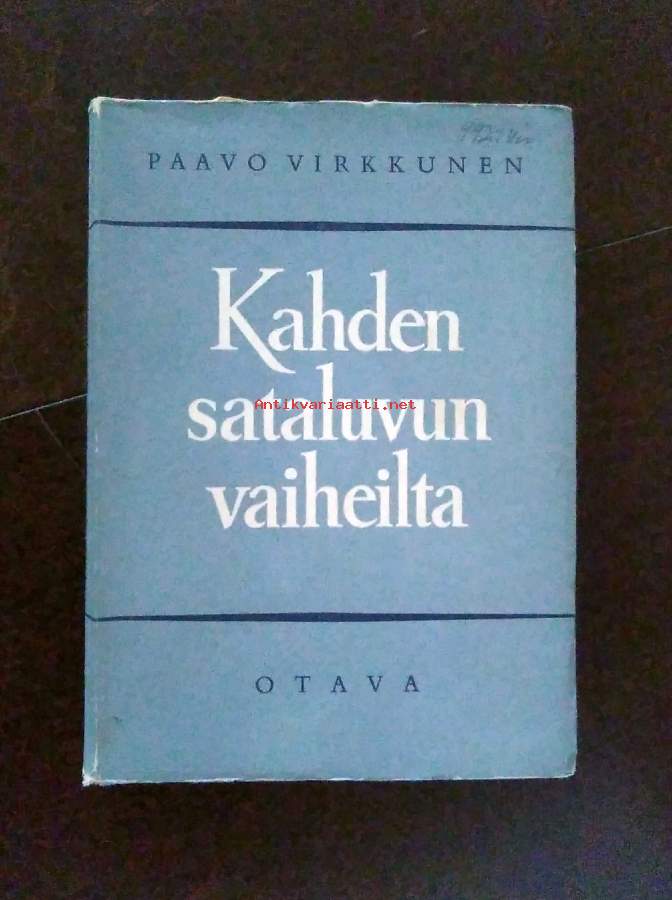 PAAVO VIRKKUNEN
Kahden
sataluvun
Antikvariaatti.net
vaiheilta
OTAVA